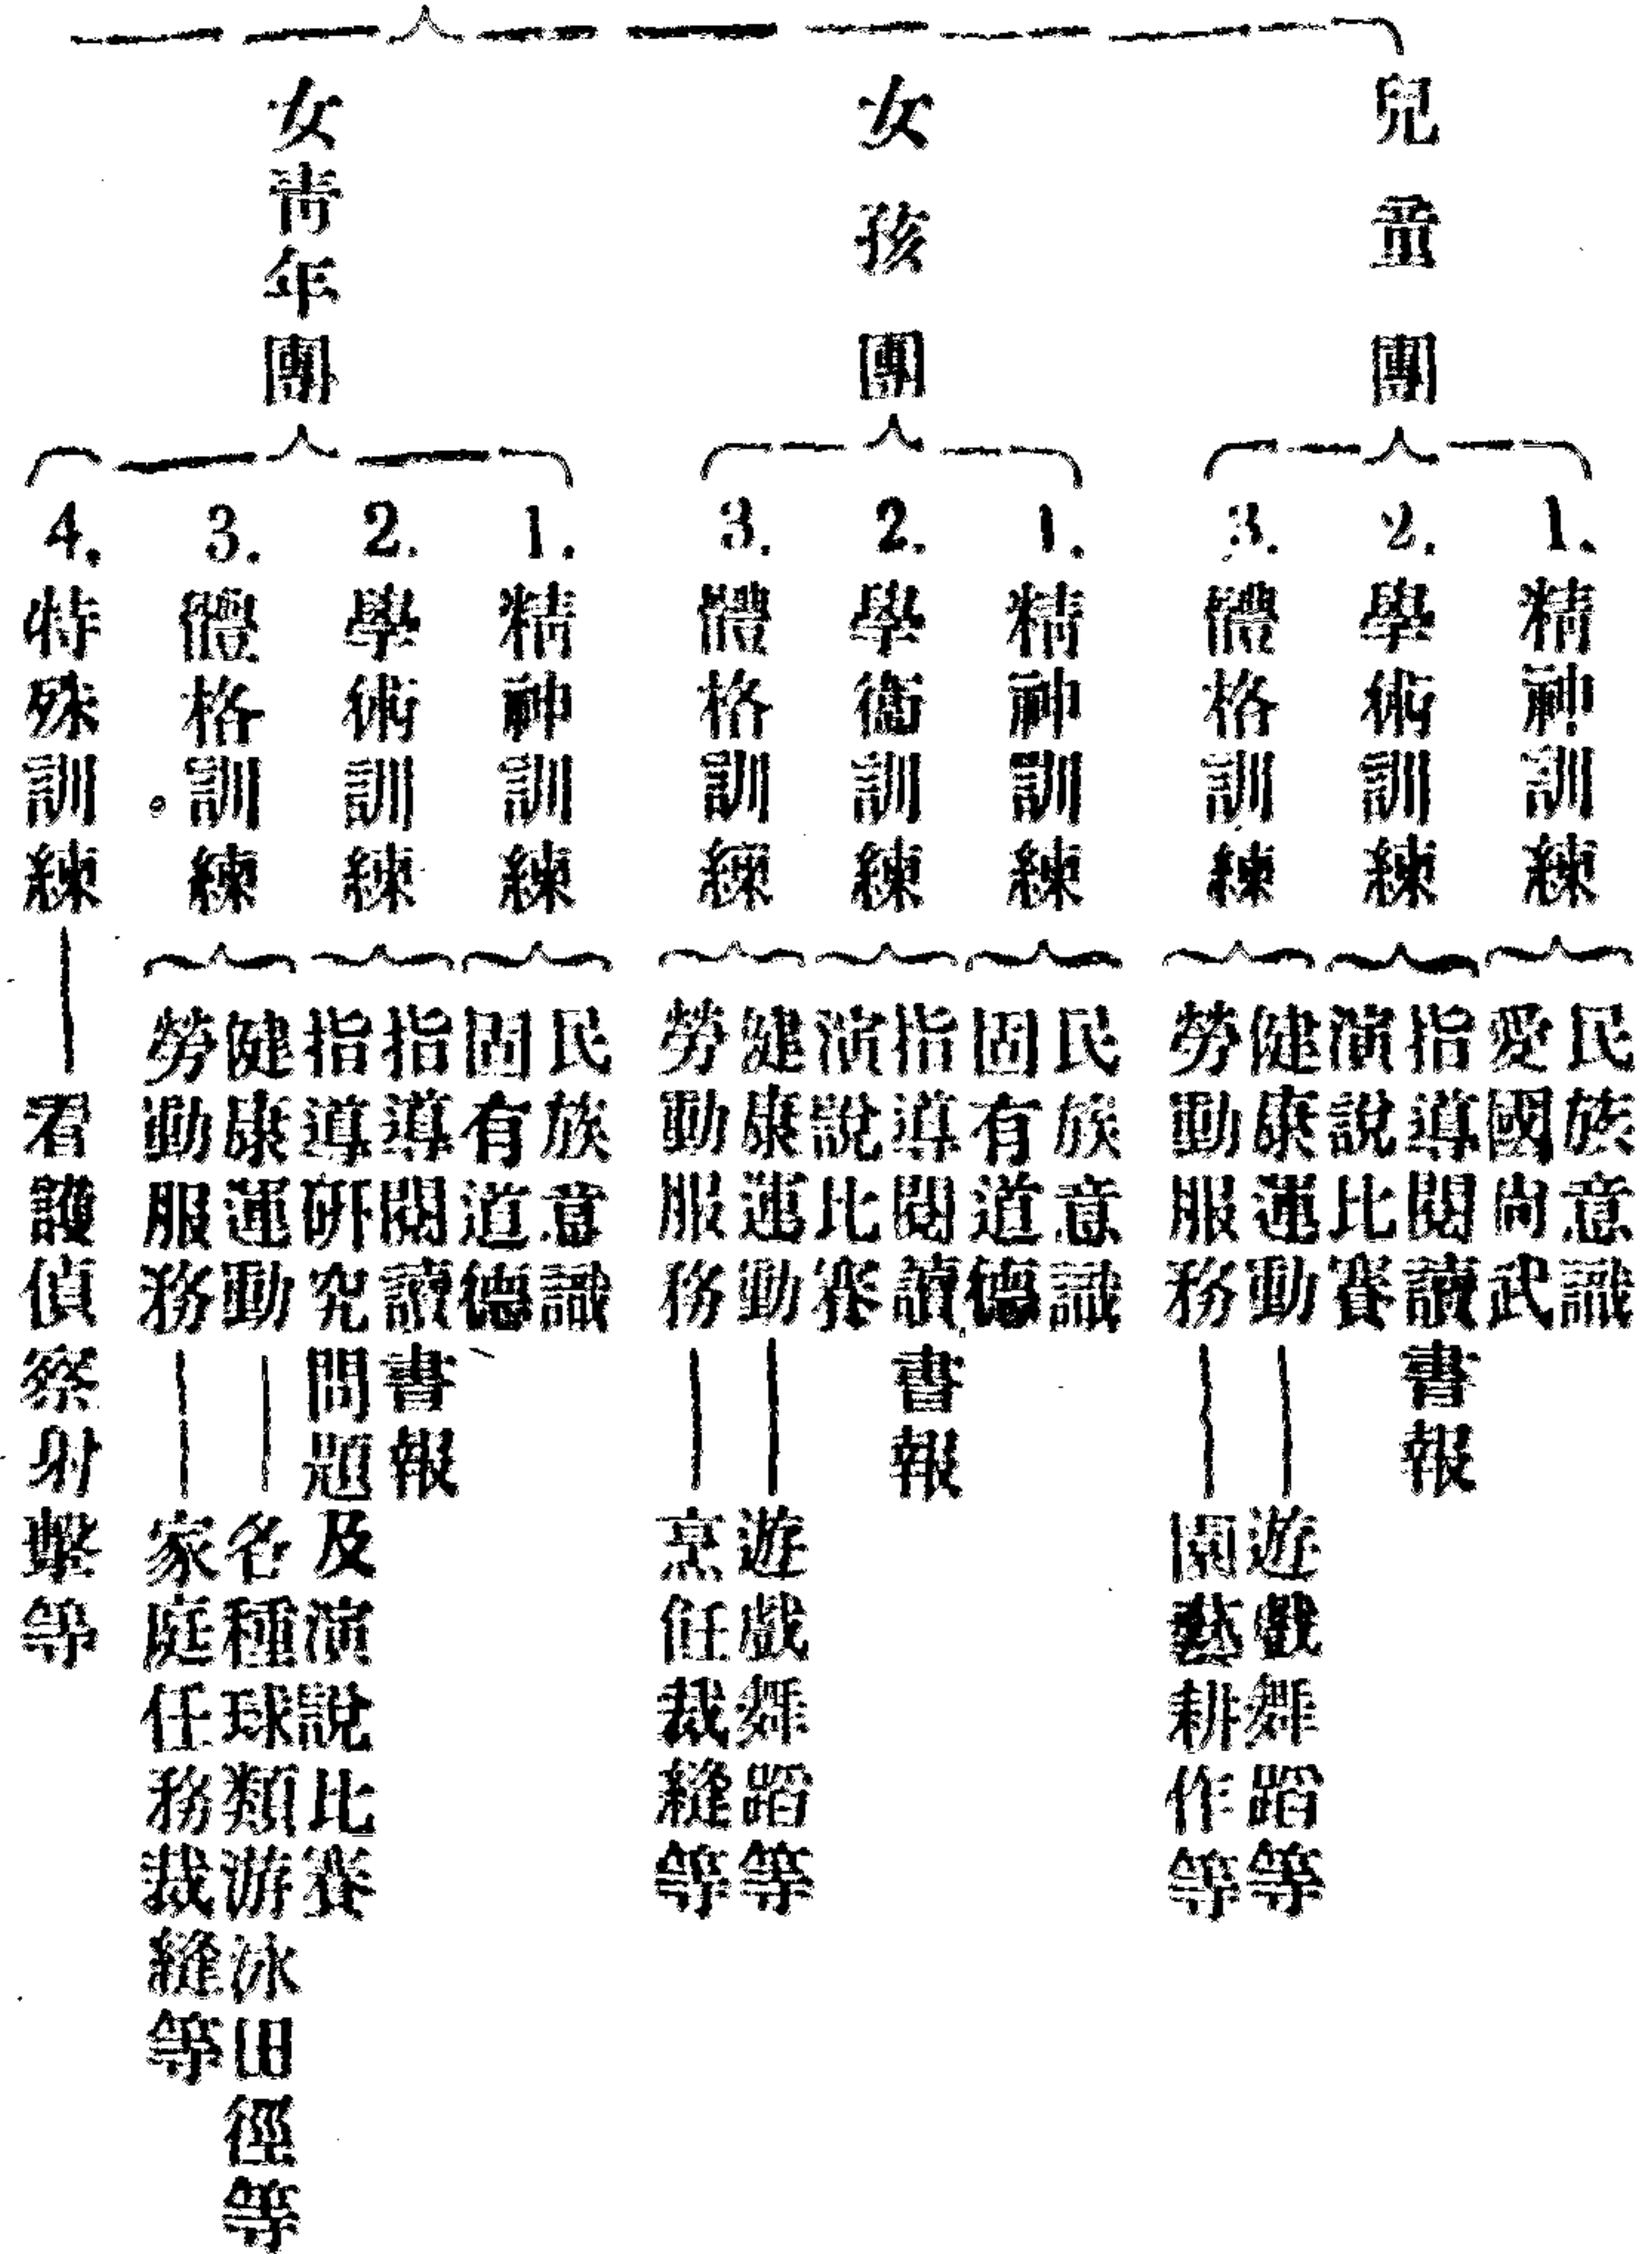 兒童團
1.精神訓練
民族意識
愛國尚武
2.學術訓練
指導閱讀書報
演說比賽
3.體格訓練
健康運動——遊戲舞蹈等
勞動服務——園藝耕作等
女孩團
1.精神訓練
民族意識
固有道德
2.學術訓練
指導閱讀書報
演說比賽
3.體格訓練
健康運動——遊戲舞蹈等
勞動服務——烹任裁縫等
女青年團
1.精神訓練
民族意識
固有道德
2.學術訓練
指導閱讀書報
指導研究問題及演說比賽
3.體格訓練
健康運動——各種球類游泳田徑等
勞動服務——家庭任務裁縫等
4.特殊訓練——看護偵察射擊等